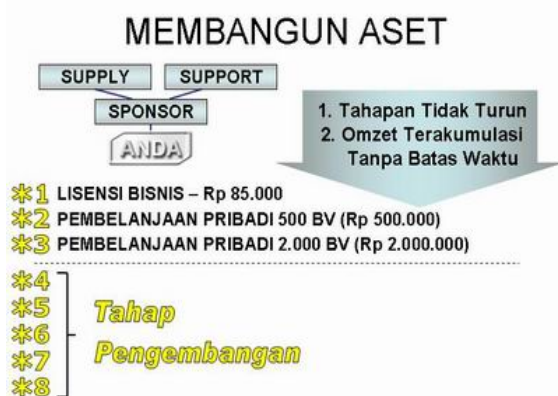 MEMBANGUN ASET
SUPPLY
SUPPORT
SPONSOR
ANDA
1. Tahapan Tidak Turun
2. Omzet Terakumulasi
Tanpa Batas Waktu
*1 LISENSI BISNIS – Rp 85.000
*2 PEMBELANJAAN PRIBADI 500 BV (Rp 500.000)
*3 PEMBELANJAAN PRIBADI 2.000 BV (Rp 2.000.000)
*4
*5
*6
*7
*8
Tahap
Pengembangan